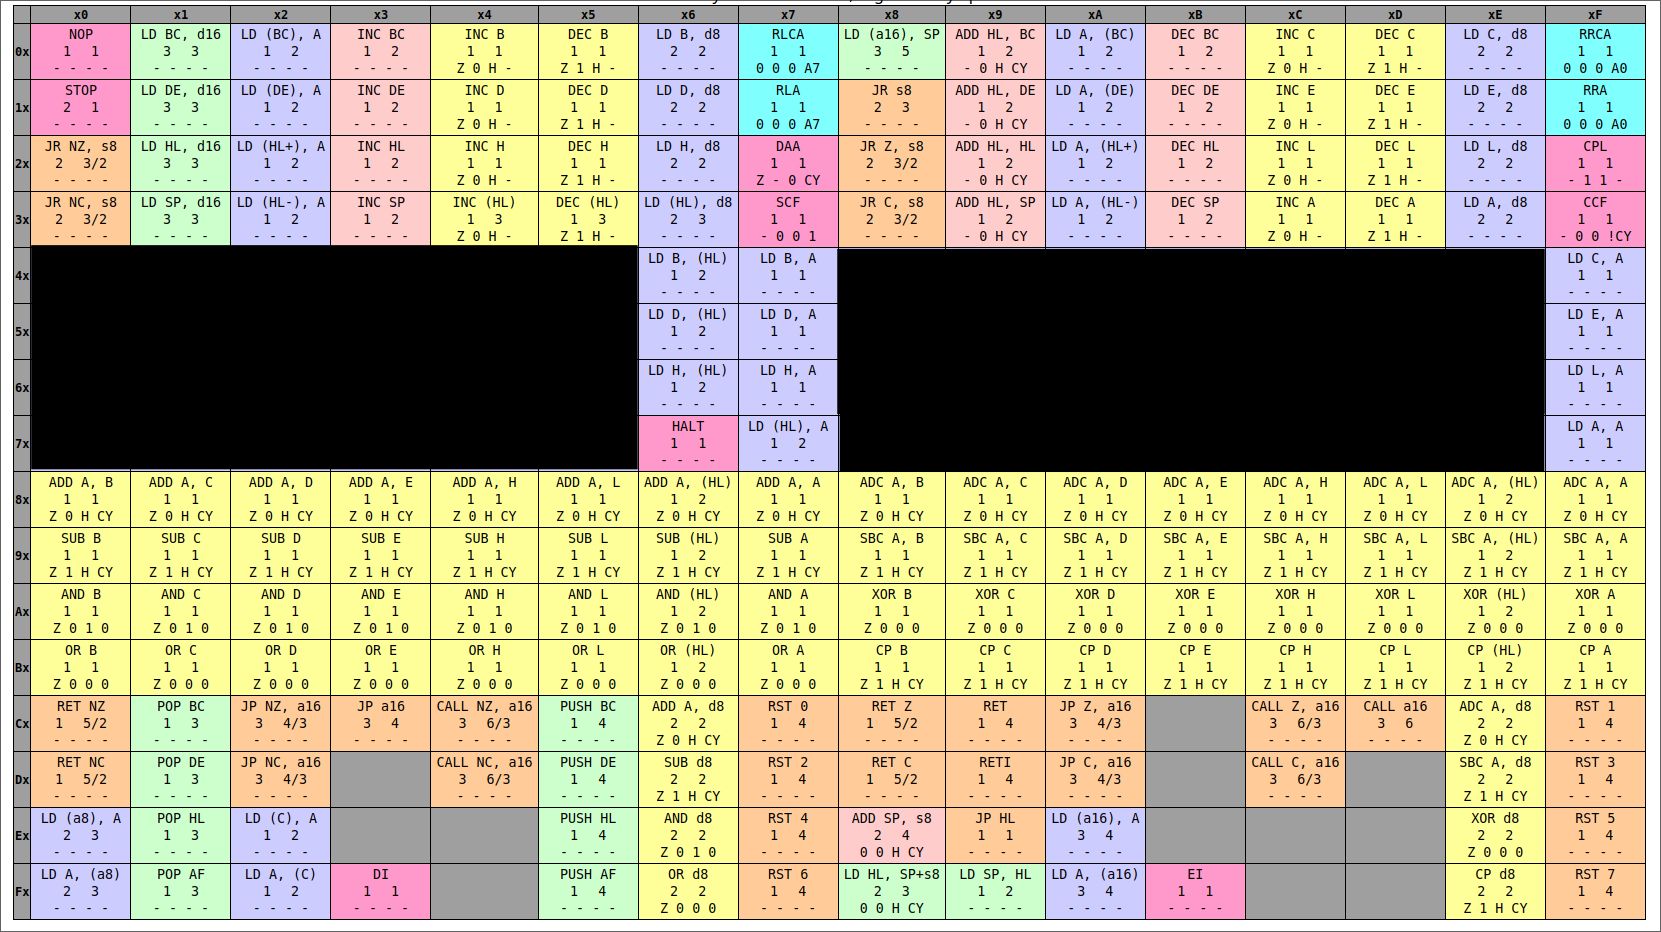 x0 x1 x2 x3 x4 x5 x6 x7 x8 x9 xA xB xC xD xE xF
NOP LD BC, d16 LD (BC), A INC BC INC B DEC B LD B, d8 RLCA LD (a16), SP ADD HL, BC LD A, (BC) DEC BC INC C DEC C LD C, d8 RRCA
0x 1 1 3 3 1 2 1 2 1 1 1 1 2 2 1 1 3 5 1 2 1 2 1 2 1 1 1 1 2 2 1 1
- - - - - - - - - - - - - - - - Z 0 H - Z 1 H - - - - - 0 0 0 A7 - - - - - 0 H CY - - - - - - - - Z 0 H - Z 1 H - - - - - 0 0 0 A0
STOP LD DE, d16 LD (DE), A INC DE INC D DEC D LD D, d8 RLA JR s8 ADD HL, DE LD A, (DE) DEC DE INC E DEC E LD E, d8 RRA
1x 2 1 3 3 1 2 1 2 1 1 1 1 2 2 1 1 2 3 1 2 1 2 1 2 1 1 1 1 2 2 1 1
- - - - - - - - - - - - - - - - Z 0 H - Z 1 H - - - - - 0 0 0 A7 - - - - - 0 H CY - - - - - - - - Z 0 H - Z 1 H - - - - - 0 0 0 A0
JR NZ, s8 LD HL, d16 LD (HL+), A INC HL INC H DEC H LD H, d8 DAA JR Z, s8 ADD HL, HL LD A, (HL+) DEC HL INC L DEC L LD L, d8 CPL
2x 2 3/2 3 3 1 2 1 2 1 1 1 1 2 2 1 1 2 3/2 1 2 1 2 1 2 1 1 1 1 2 2 1 1
- - - - - - - - - - - - - - - - Z 0 H - Z 1 H - - - - - Z - 0 CY - - - - - 0 H CY - - - - - - - - Z 0 H - Z 1 H - - - - - - 1 1 -
JR NC, s8 LD SP, d16 LD (HL-), A INC SP INC (HL) DEC (HL) LD (HL), d8 SCF JR C, s8 ADD HL, SP LD A, (HL-) DEC SP INC A DEC A LD A, d8 CCF
3x 2 3/2 3 3 1 2 1 2 1 3 1 3 2 3 1 1 2 3/2 1 2 1 2 1 2 1 1 1 1 2 2 1 1
- - - - - - - - - - - - - - - - Z 0 H - Z 1 H - - - - - - 0 0 1 - - - - - 0 H CY - - - - - - - - Z 0 H - Z 1 H - - - - - - 0 0 !CY
LD B, (HL) LD B, A LD C, A
4x 1 2 1 1 1 1
- - - - - - - - - - - -
LD D, (HL) LD D, A LD E, A
5x 1 2 1 1 1 1
- - - - - - - - - - - -
LD H, (HL) LD H, A LD L, A
6x 1 2 1 1 1 1
- - - - - - - - - - - -
HALT LD (HL), A LD A, A
7x 1 1 1 2 1 1
- - - - - - - - - - - -
ADD A, B ADD A, C ADD A, D ADD A, E ADD A, H ADD A, L ADD A, (HL) ADD A, A ADC A, B ADC A, C ADC A, D ADC A, E ADC A, H ADC A, L ADC A, (HL) ADC A, A
8x 1 1 1 1 1 1 1 1 1 1 1 1 1 2 1 1 1 1 1 1 1 1 1 1 1 1 1 1 1 2 1 1
Z 0 H CY Z 0 H CY Z 0 H CY Z 0 H CY Z 0 H CY Z 0 H CY Z 0 H CY Z 0 H CY Z 0 H CY Z 0 H CY Z 0 H CY Z 0 H CY Z 0 H CY Z 0 H CY Z 0 H CY Z 0 H CY
SUB B SUB C SUB D SUB E SUB H SUB L SUB (HL) SUB A SBC A, B SBC A, C SBC A, D SBC A, E SBC A, H SBC A, L SBC A, (HL) SBC A, A
9x 1 1 1 1 1 1 1 1 1 1 1 1 1 2 1 1 1 1 1 1 1 1 1 1 1 1 1 1 1 2 1 1
Z 1 H CY Z 1 H CY Z 1 H CY Z 1 H CY Z 1 H CY Z 1 H CY Z 1 H CY Z 1 H CY Z 1 H CY Z 1 H CY Z 1 H CY Z 1 H CY Z 1 H CY Z 1 H CY Z 1 H CY Z 1 H CY
AND B AND C AND D AND E AND H AND L AND (HL) AND A XOR B XOR C XOR D XOR E XOR H XOR L XOR (HL) XOR A
Ax 1 1 1 1 1 1 1 1 1 1 1 1 1 2 1 1 1 1 1 1 1 1 1 1 1 1 1 1 1 2 1 1
Z 0 1 0 Z 0 1 0 Z 0 1 0 Z 0 1 0 Z 0 1 0 Z 0 1 0 Z 0 1 0 Z 0 1 0 Z 0 0 0 Z 0 0 0 Z 0 0 0 Z 0 0 0 Z 0 0 0 Z 0 0 0 Z 0 0 0 Z 0 0 0
OR B OR C OR D OR E OR H OR L OR (HL) OR A CP B CP C CP D CP E CP H CP L CP (HL) CP A
Bx 1 1 1 1 1 1 1 1 1 1 1 1 1 2 1 1 1 1 1 1 1 1 1 1 1 1 1 1 1 2 1 1
Z 0 0 0 Z 0 0 0 Z 0 0 0 Z 0 0 0 Z 0 0 0 Z 0 0 0 Z 0 0 0 Z 0 0 0 Z 1 H CY Z 1 H CY Z 1 H CY Z 1 H CY Z 1 H CY Z 1 H CY Z 1 H CY Z 1 H CY
RET NZ POP BC JP NZ, a16 JP a16 CALL NZ, a16 PUSH BC ADD A, d8 RST 0 RET Z RET JP Z, a16 CALL Z, a16 CALL a16 ADC A, d8 RST 1
Cx 1 5/2 1 3 3 4/3 3 4 3 6/3 1 4 2 2 1 4 1 5/2 1 4 3 4/3 3 6/3 3 6 2 2 1 4
- - - - - - - - - - - - - - - - - - - - - - - - Z 0 H CY - - - - - - - - - - - - - - - - - - - - - - - - Z 0 H CY - - - -
RET NC POP DE JP NC, a16 CALL NC, a16 PUSH DE SUB d8 RST 2 RET C RETI JP C, a16 CALL C, a16 SBC A, d8 RST 3
Dx 1 5/2 1 3 3 4/3 3 6/3 1 4 2 2 1 4 1 5/2 1 4 3 4/3 3 6/3 2 2 1 4
- - - - - - - - - - - - - - - - - - - - Z 1 H CY - - - - - - - - - - - - - - - - - - - - Z 1 H CY - - - -
LD (a8), A POP HL LD (C), A PUSH HL AND d8 RST 4 ADD SP, s8 JP HL LD (a16), A XOR d8 RST 5
Ex 2 3 1 3 1 2 1 4 2 2 1 4 2 4 1 1 3 4 2 2 1 4
- - - - - - - - - - - - - - - - Z 0 1 0 - - - - 0 0 H CY - - - - - - - - Z 0 0 0 - - - -
LD A, (a8) POP AF LD A, (C) DI PUSH AF OR d8 RST 6 LD HL, SP+s8 LD SP, HL LD A, (a16) EI CP d8 RST 7
Fx 2 3 1 3 1 2 1 1 1 4 2 2 1 4 2 3 1 2 3 4 1 1 2 2 1 4
- - - - - - - - - - - - - - - - - - - - Z 0 0 0 - - - - 0 0 H CY - - - - - - - - - - - - Z 1 H CY - - - -